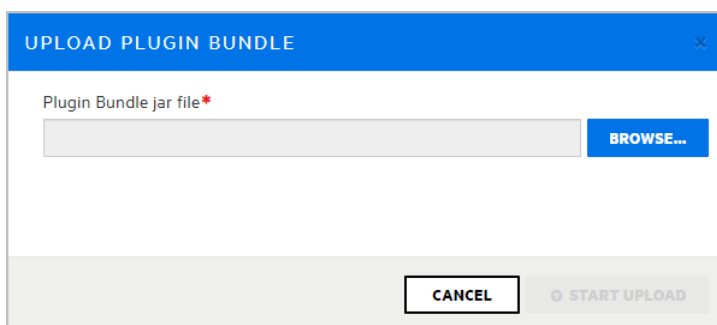 UPLOAD PLUGIN BUNDLE ×
Plugin Bundle jar file*
BROWSE...
CANCEL START UPLOAD